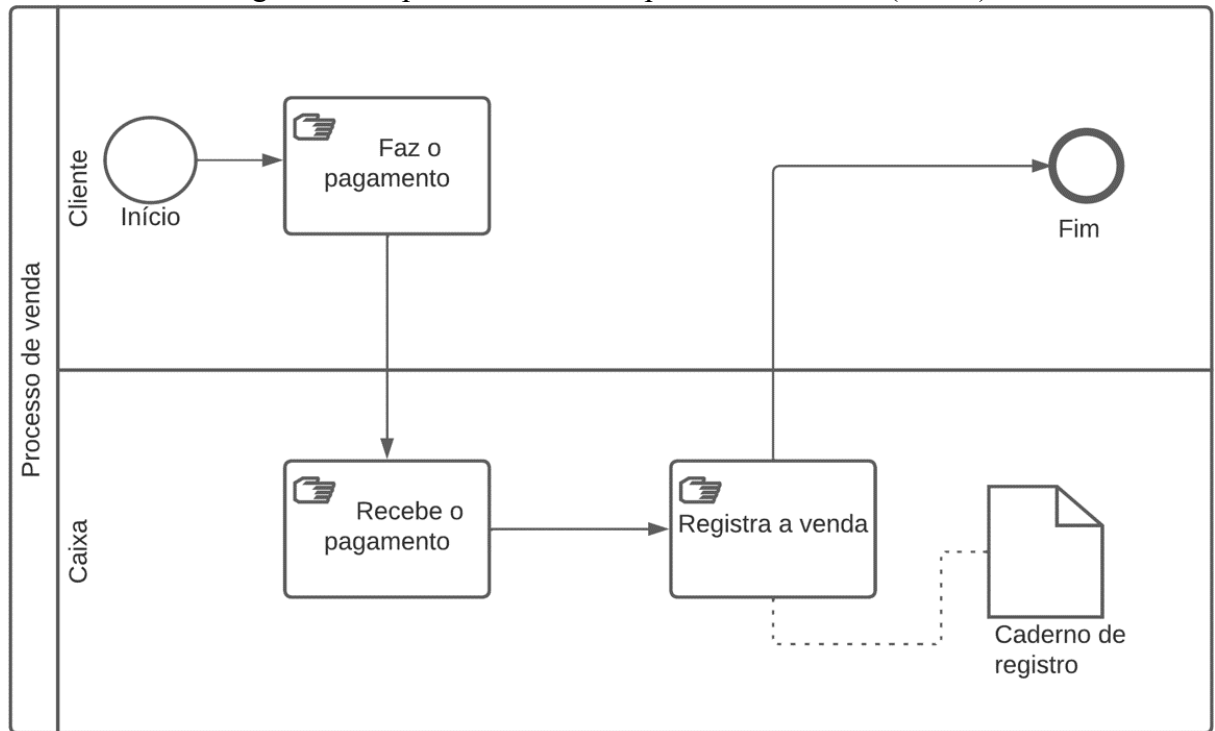 Processo de venda
Cliente
Início
Faz o
pagamento
Fim
Caixa
Recebe o
pagamento
Registra a venda
Caderno de
registro